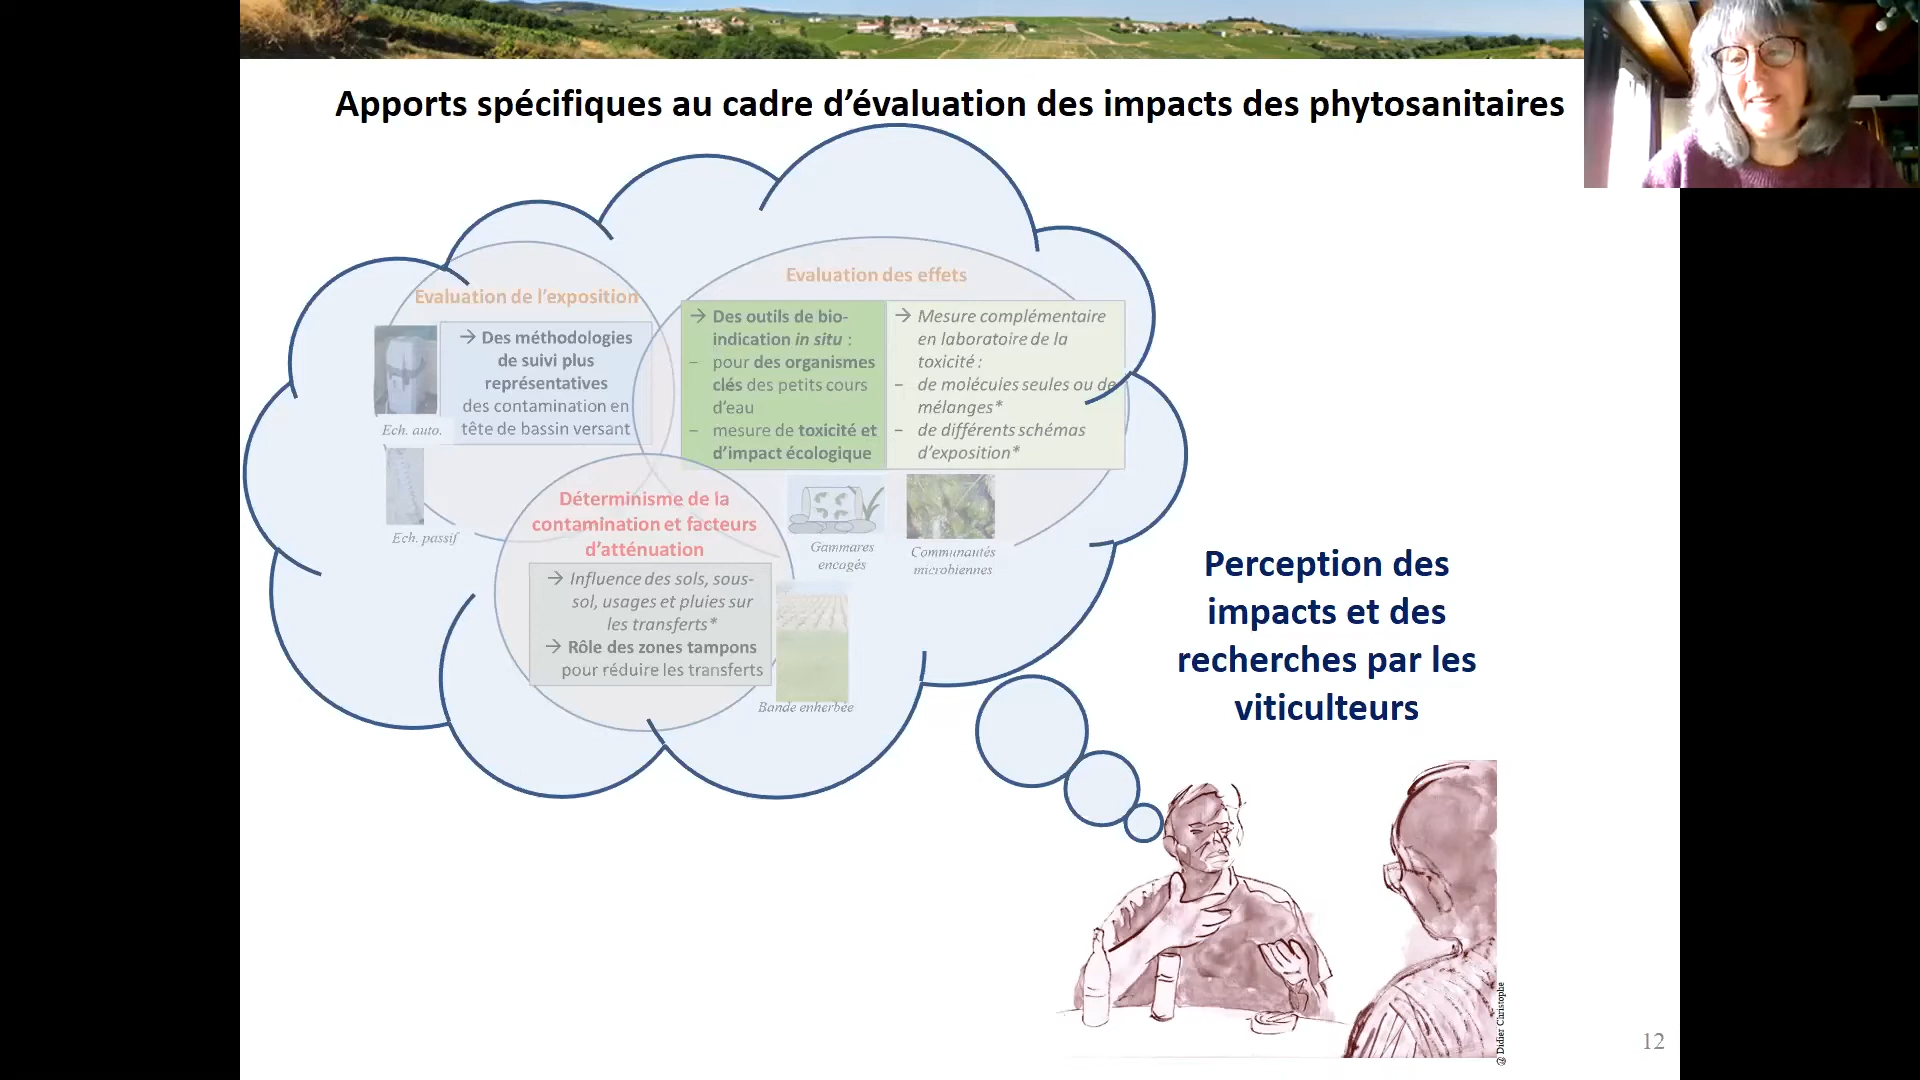 Apports spécifiques au cadre d’évaluation des impacts des phytosanitaires
Evaluation de l’exposition
→ Des méthodologies
de suivi plus
représentatives
des contamination en
tête de bassin versant
Ech. auto.
Ech. passif
Evaluation des effets
→ Des outils de bio-
indication in situ :
– pour des organismes
clés des petits cours
d’eau
– mesure de toxicité et
d’impact écologique
→ Mesure complémentaire
en laboratoire de la
toxicité :
– de molécules seules ou de
mélanges*
– de différents schémas
d’exposition*
Gammares
encagés
Communautés
microbiennes
Déterminisme de la
contamination et facteurs
d’atténuation
→ Influence des sols, sous-
sol, usages et pluies sur
les transferts*
→ Rôle des zones tampons
pour réduire les transferts
Bande enherbée
Perception des
impacts et des
recherches par les
viticulteurs
@ Didier Christophe
12